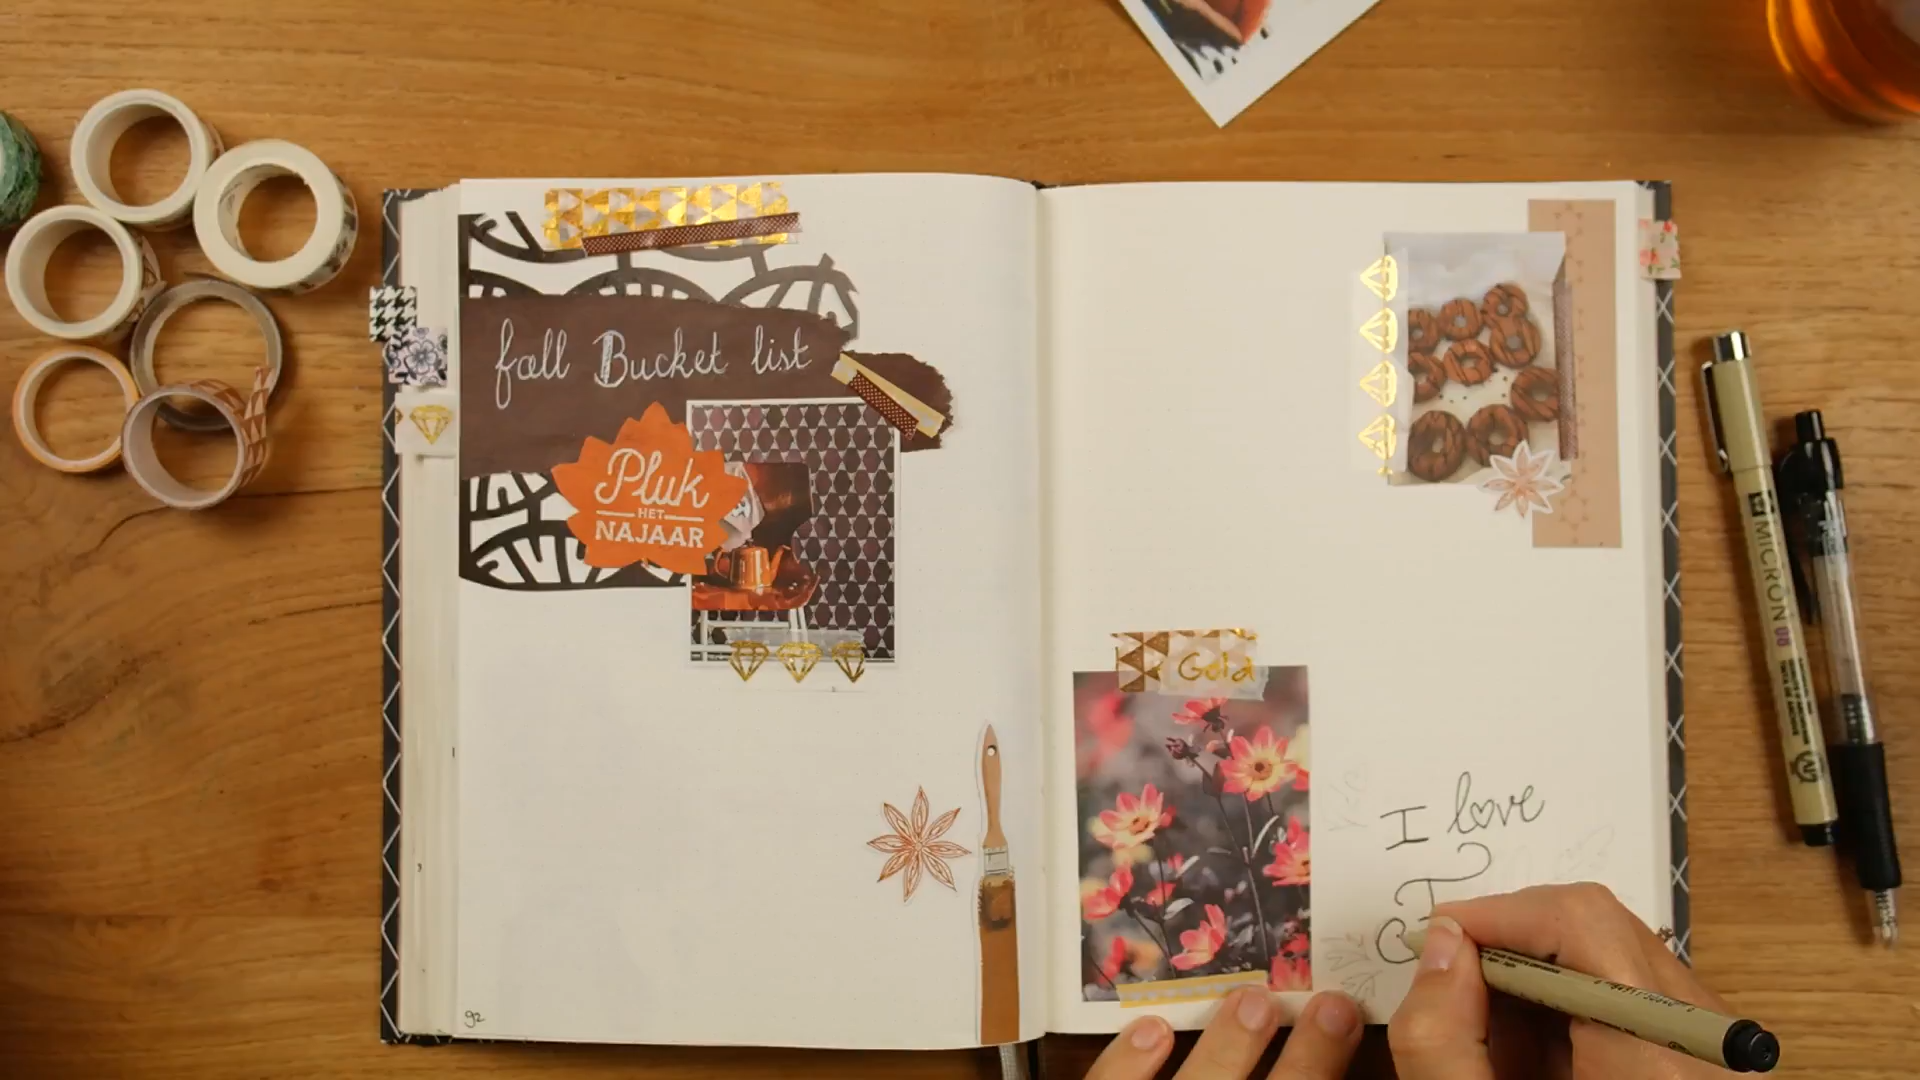 fall Bucket list
Pluk
HET
NAJAAR
Gold
I love
MICRON 08
92